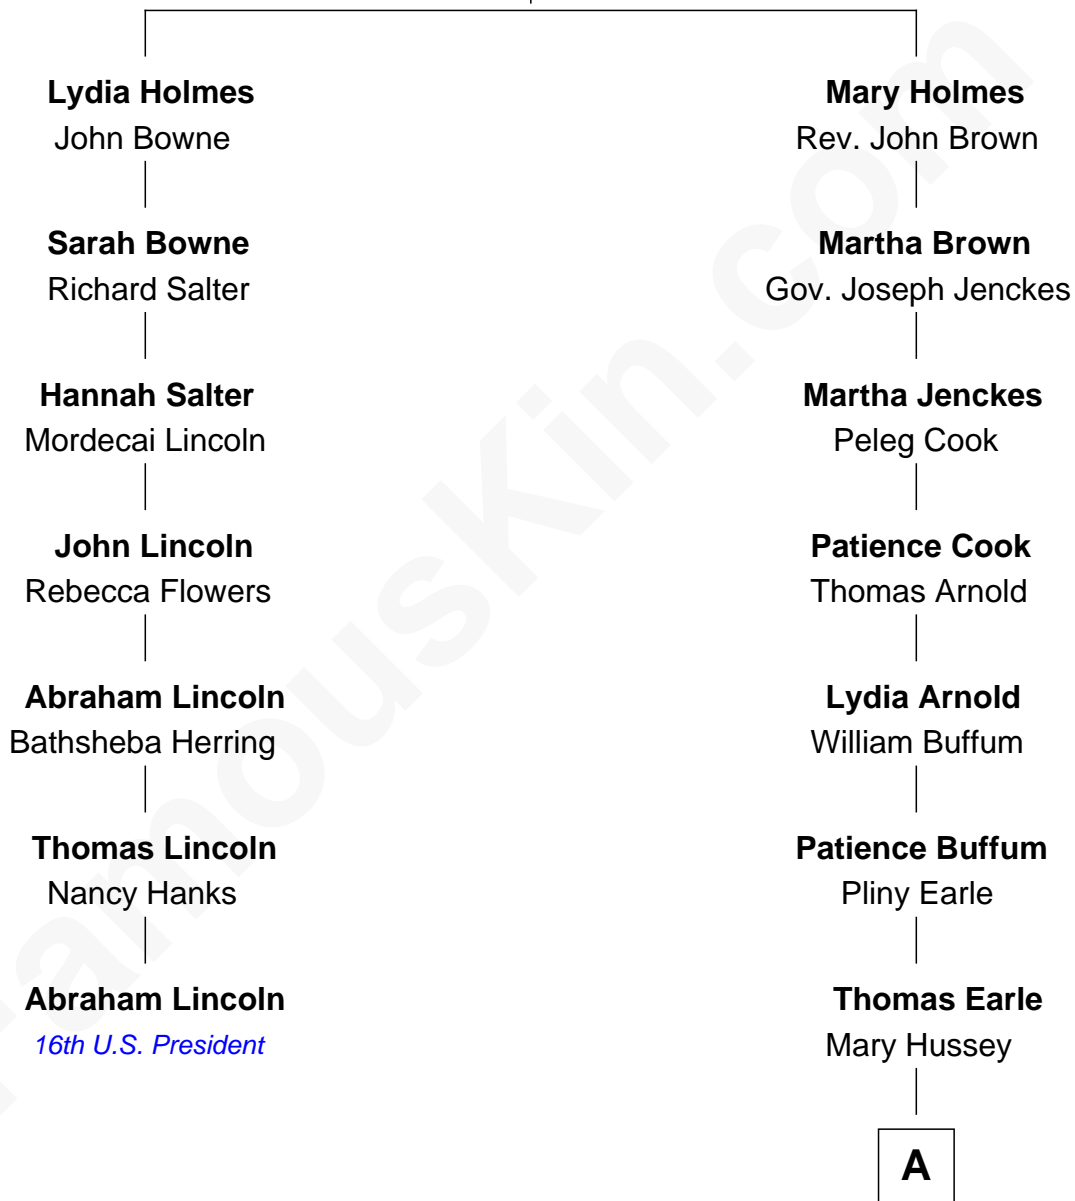 Lydia Holmes
John Bowne
Mary Holmes
Rev. John Brown
Sarah Bowne
Richard Salter
Martha Brown
Gov. Joseph Jenckes
Hannah Salter
Mordecai Lincoln
Martha Jenckes
Peleg Cook
John Lincoln
Rebecca Flowers
Patience Cook
Thomas Arnold
Abraham Lincoln
Bathsheba Herring
Lydia Arnold
William Buffum
Thomas Lincoln
Nancy Hanks
Patience Buffum
Pliny Earle
Abraham Lincoln
16th U.S. President
Thomas Earle
Mary Hussey
A
FamousKin.com